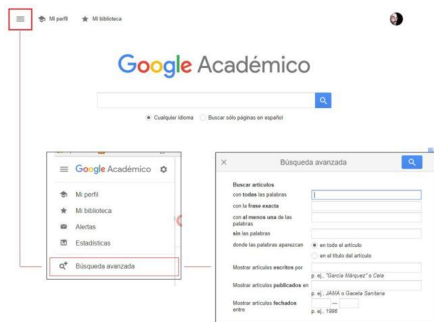 Mi perfil
Mi biblioteca
Google Académico
Cualquier idioma
Buscar sólo páginas en español
Google Académico
Mi perfil
Mi biblioteca
Alertas
Estadísticas
Búsqueda avanzada
Búsqueda avanzada
Buscar artículos
con todas las palabras
con la frase exacta
con al menos una de las
palabras
sin las palabras
donde las palabras aparezcan
en todo el artículo
en el título del artículo
Mostrar artículos escritos por
p. ej., "García Márquez" o Cela
Mostrar artículos publicados en
p. ej., JAMA o Gaceta Sanitaria
Mostrar artículos fechados
entre
—
p. ej., 1996